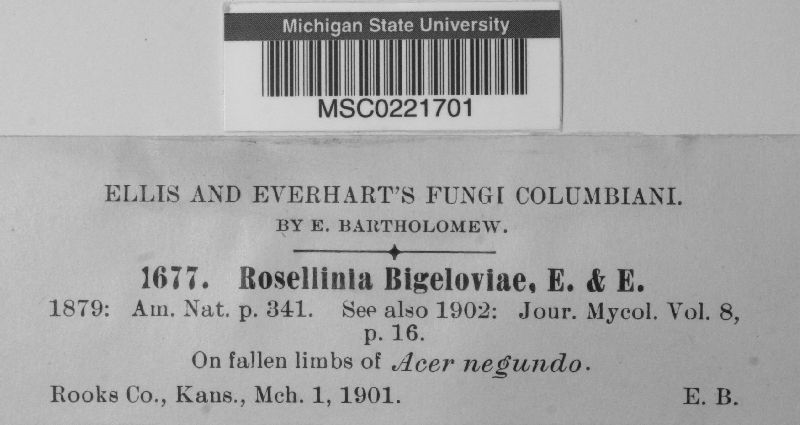 Michigan State University
MSC0221701
ELLIS AND EVERHART'S FUNGI COLUMBIANI.
BY E. BARTHOLOMEW.
1677. Rosellinia Bigeloviae, E. & E.
1879: Am. Nat. p. 341. See also 1902: Jour. Mycol. Vol. 8,
p. 16.
On fallen limbs of Acer negundo.
Rooks Co., Kans., Mch. 1, 1901. E. B.